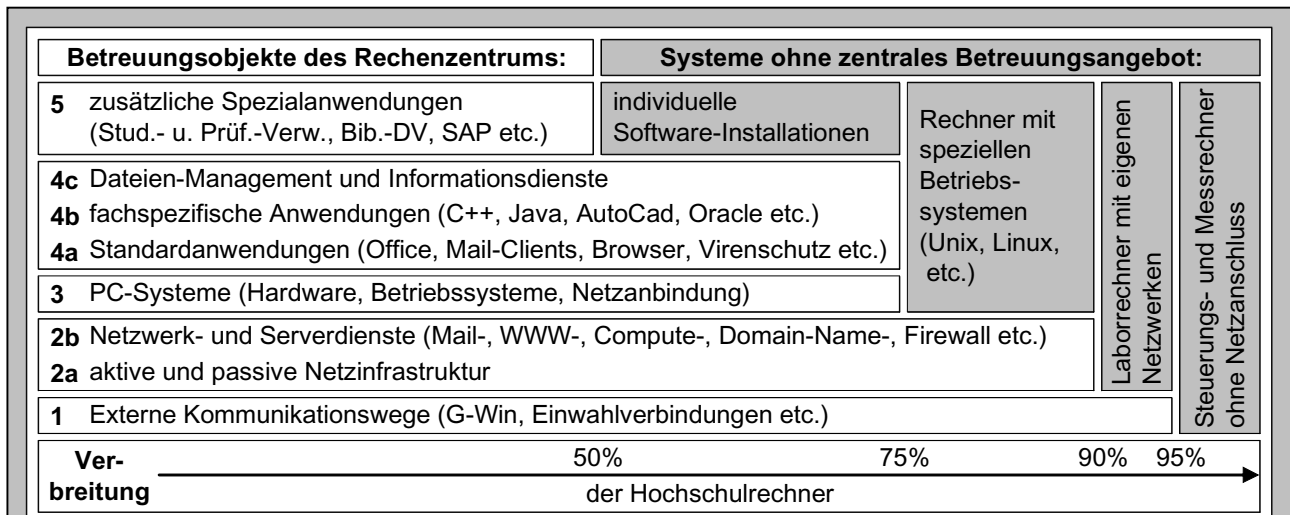 Betreuungsobjekte des Rechenzentrums:
Systeme ohne zentrales Betreuungsangebot:
5 zusätzliche Spezialanwendungen
(Stud.- u. Prüf.-Verw., Bib.-DV, SAP etc.)
individuelle
Software-Installationen
Rechner mit
speziellen
Betriebs-
systemen
(Unix, Linux,
etc.)
Laborrechner mit eigenen
Netzwerken
Steuerungs- und Messrechner
ohne Netzanschluss
4c Dateien-Management und Informationsdienste
4b fachspezifische Anwendungen (C++, Java, AutoCad, Oracle etc.)
4a Standardanwendungen (Office, Mail-Clients, Browser, Virenschutz etc.)
3 PC-Systeme (Hardware, Betriebssysteme, Netzanbindung)
2b Netzwerk- und Serverdienste (Mail-, WWW-, Compute-, Domain-Name-, Firewall etc.)
2a aktive und passive Netzinfrastruktur
1 Externe Kommunikationswege (G-Win, Einwahlverbindungen etc.)
Ver-
breitung
50% 75% 90% 95%
der Hochschulrechner